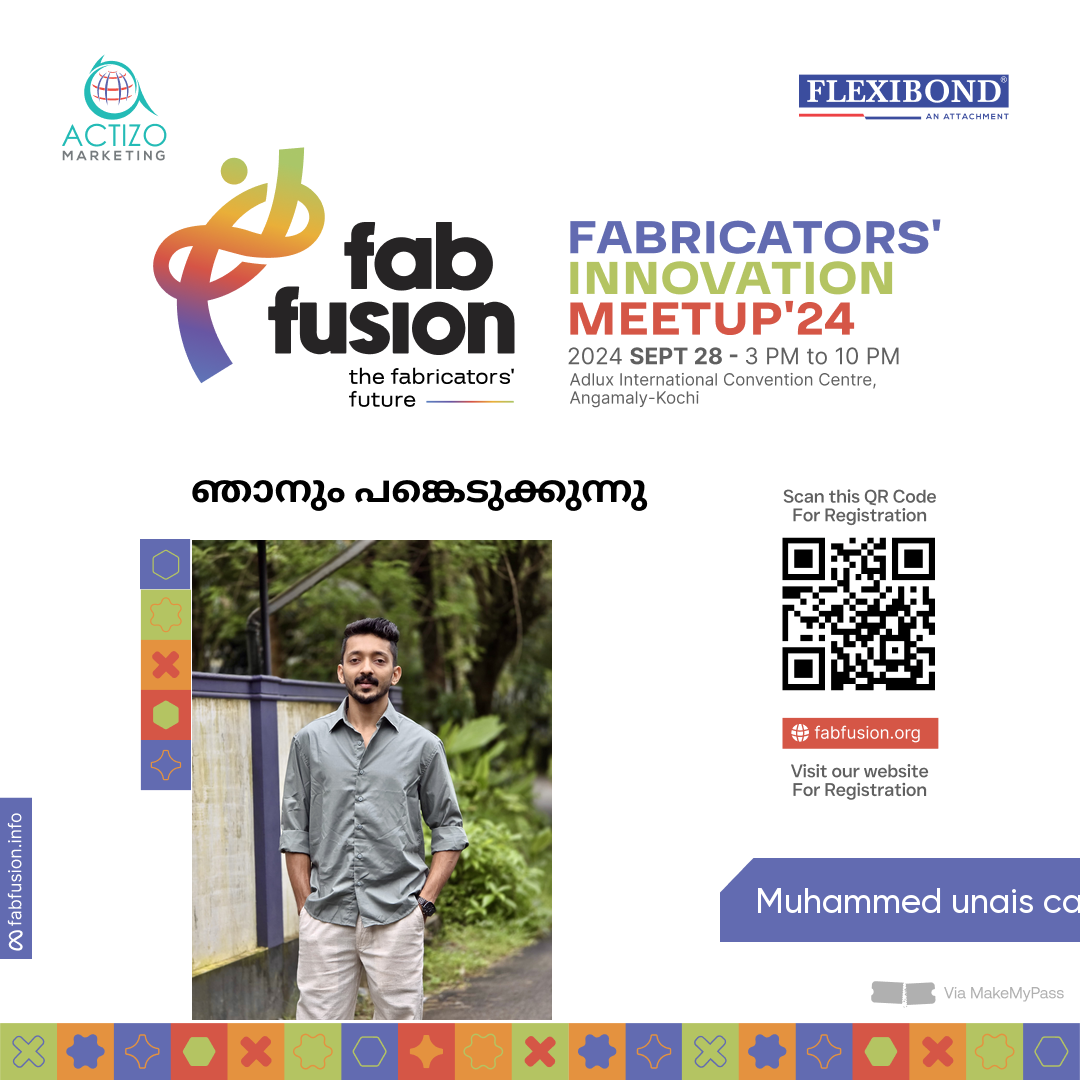 ACTIZO
MARKETING
FLEXIBOND®
AN ATTACHMENT
fab
fusion
the fabricators'
future
FABRICATORS'
INNOVATION
MEETUP'24
2024 SEPT 28 - 3 PM to 10 PM
Adlux International Convention Centre,
Angamaly-Kochi
ഞാനും പങ്കെടുക്കുന്നു
Scan this QR Code
For Registration
fabfusion.org
Visit our website
For Registration
fabfusion.info
Muhammed unais ca
Via MakeMyPass